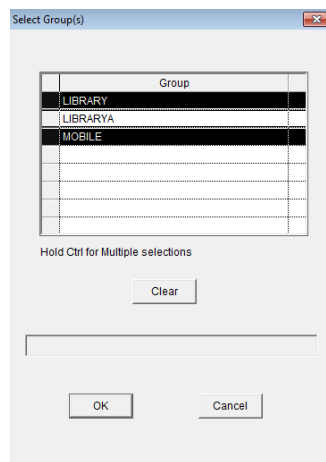 Select Group(s)
Group
LIBRARY
LIBRARYA
MOBILE
Hold Ctrl for Multiple selections
Clear
OK
Cancel